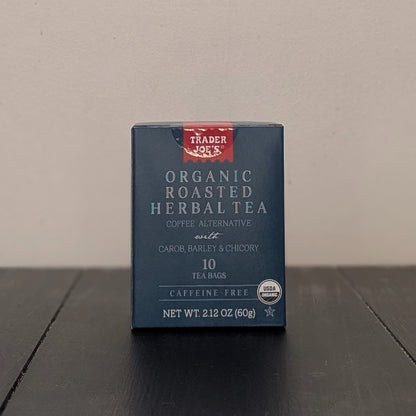 TRADER
JOE'S
ORGANIC
ROASTED
HERBAL TEA
COFFEE ALTERNATIVE
with
CAROB, BARLEY & CHICORY
10
TEA BAGS
CAFFEINE FREE
USDA
ORGANIC
NET WT. 2.12 OZ (60g)